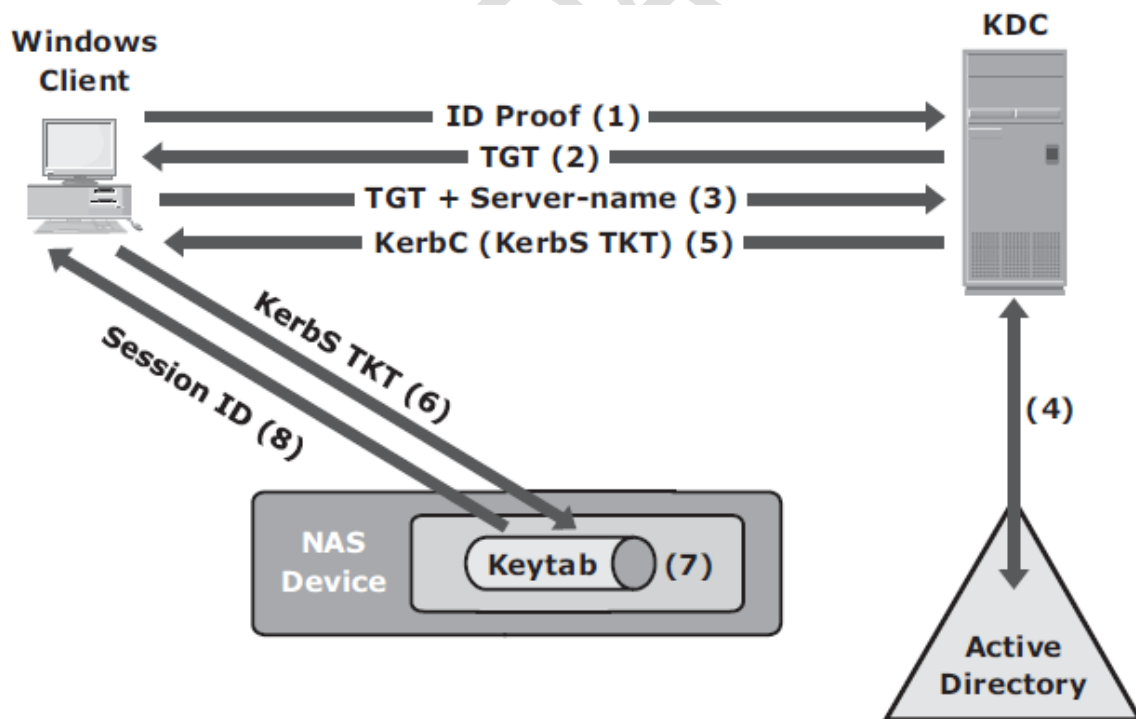 KDC
Windows
Client
ID Proof (1)
TGT (2)
TGT + Server-name (3)
KerbC (KerbS TKT) (5)
KerbS TKT (6)
Session ID (8)
(4)
NAS
Device
Keytab
(7)
Active
Directory